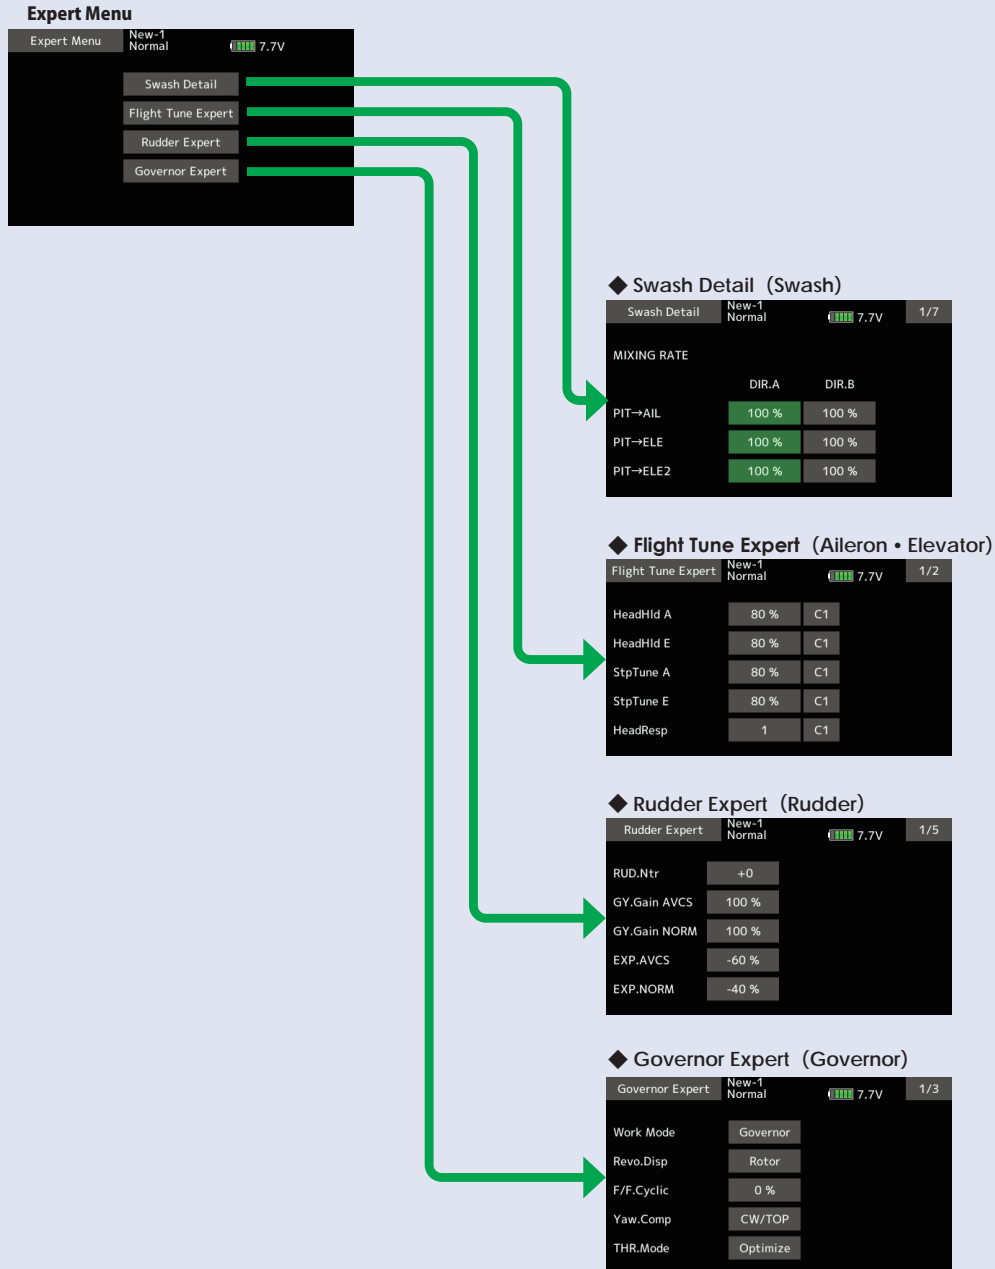 Expert Menu
Expert Menu New-1 Normal 7.7V
Swash Detail
Flight Tune Expert
Rudder Expert
Governor Expert
◆ Swash Detail (Swash)
Swash Detail New-1 Normal 7.7V 1/7
MIXING RATE
DIR.A DIR.B
PIT→AIL 100 % 100 %
PIT→ELE 100 % 100 %
PIT→ELE2 100 % 100 %
◆ Flight Tune Expert (Aileron • Elevator)
Flight Tune Expert New-1 Normal 7.7V 1/2
HeadHld A 80 % C1
HeadHld E 80 % C1
StpTune A 80 % C1
StpTune E 80 % C1
HeadResp 1 C1
◆ Rudder Expert (Rudder)
Rudder Expert New-1 Normal 7.7V 1/5
RUD.Ntr +0
GY.Gain AVCS 100 %
GY.Gain NORM 100 %
EXP.AVCS -60 %
EXP.NORM -40 %
◆ Governor Expert (Governor)
Governor Expert New-1 Normal 7.7V 1/3
Work Mode Governor
Revo.Disp Rotor
F/F.Cyclic 0 %
Yaw.Comp CW/TOP
THR.Mode Optimize